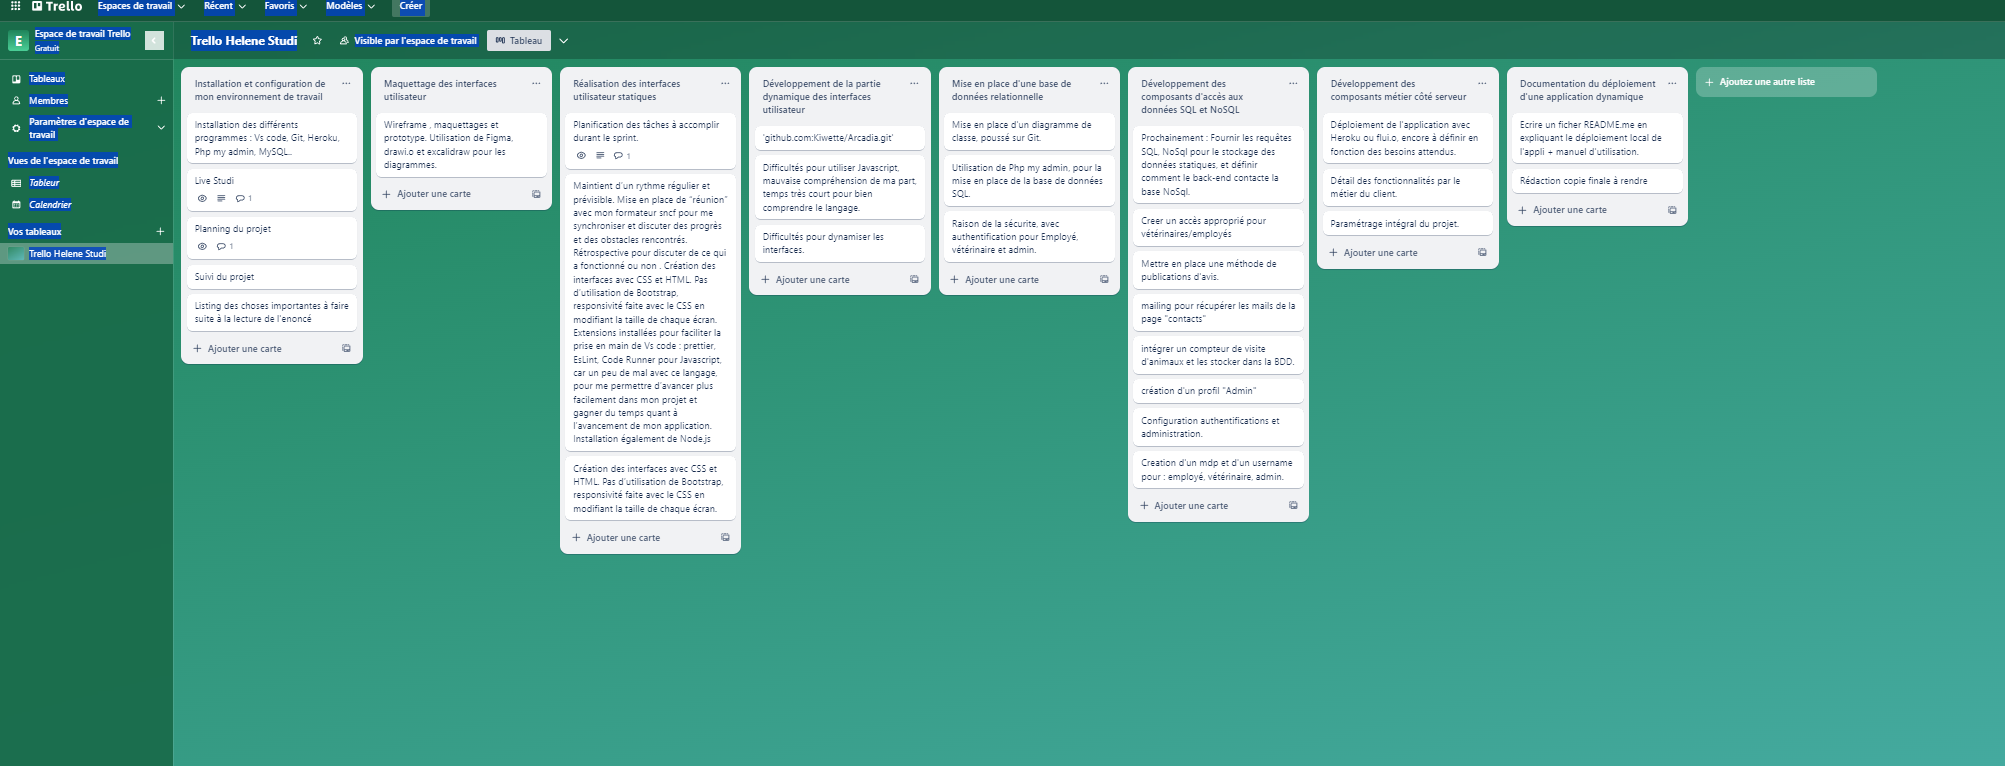 Trello
Espaces de travail
Récent
Favoris
Modèles
Créer
E
Espace de travail Trello
Gratuit
Tableaux
Membres
Paramètres d'espace de
travail
Vues de l'espace de travail
Tableur
Calendrier
Vos tableaux
Trello Helene Studi
Trello Helene Studi
Visible par l'espace de travail
Tableau
Installation et configuration de
mon environnement de travail
Installation des différents
programmes : Vs code, Git, Heroku,
Php my admin, MySQL..
Live Studi
1
Planning du projet
1
Suivi du projet
Listing des choses importantes à faire
suite à la lecture de l'enoncé
Ajouter une carte
Maquettage des interfaces
utilisateur
Wireframe , maquettages et
prototype. Utilisation de Figma,
drawi.o et excalidraw pour les
diagrammes.
Ajouter une carte
Réalisation des interfaces
utilisateur statiques
Planification des tâches à accomplir
durant le sprint.
1
Maintient d'un rythme régulier et
prévisible. Mise en place de "réunion"
avec mon formateur sncf pour me
synchroniser et discuter des progrès
et des obstacles rencontrés.
Rétrospective pour discuter de ce qui
a fonctionné ou non . Création des
interfaces avec CSS et HTML. Pas
d'utilisation de Bootstrap,
responsivité faite avec le CSS en
modifiant la taille de chaque écran.
Extensions installées pour faciliter la
prise en main de Vs code : prettier,
EsLint, Code Runner pour Javascript,
car un peu de mal avec ce langage,
pour me permettre d'avancer plus
facilement dans mon projet et
gagner du temps quant à
l'avancement de mon application.
Installation également de Node.js
Création des interfaces avec CSS et
HTML. Pas d'utilisation de Bootstrap,
responsivité faite avec le CSS en
modifiant la taille de chaque écran.
Ajouter une carte
Développement de la partie
dynamique des interfaces
utilisateur
'github.com:Kiwette/Arcadia.git'
Difficultés pour utiliser Javascript,
mauvaise compréhension de ma part,
temps trés court pour bien
comprendre le langage.
Difficultés pour dynamiser les
interfaces.
Ajouter une carte
Mise en place d'une base de
données relationnelle
Mise en place d'un diagramme de
classe, poussé sur Git.
Utilisation de Php my admin, pour la
mise en place de la base de données
SQL.
Raison de la sécurite, avec
authentification pour Employé,
vétérinaire et admin.
Ajouter une carte
Développement des
composants d'accès aux
données SQL et NoSQL
Prochainement : Fournir les requêtes
SQL, NoSql pour le stockage des
données statiques, et définir
comment le back-end contacte la
base NoSql.
Creer un accès approprié pour
vétérinaires/employés
Mettre en place une méthode de
publications d'avis.
mailing pour récupérer les mails de la
page "contacts"
intégrer un compteur de visite
d'animaux et les stocker dans la BDD.
création d'un profil "Admin"
Configuration authentifications et
administration.
Creation d'un mdp et d'un username
pour : employé, vétérinaire, admin.
Ajouter une carte
Développement des
composants métier côté serveur
Déploiement de l'application avec
Heroku ou flui.o, encore à définir en
fonction des besoins attendus.
Détail des fonctionnalités par le
métier du client.
Paramétrage intégral du projet.
Ajouter une carte
Documentation du déploiement
d'une application dynamique
Ecrire un ficher README.me en
expliquant le déploiement local de
l'appli + manuel d'utilisation.
Rédaction copie finale à rendre
Ajouter une carte
Ajoutez une autre liste